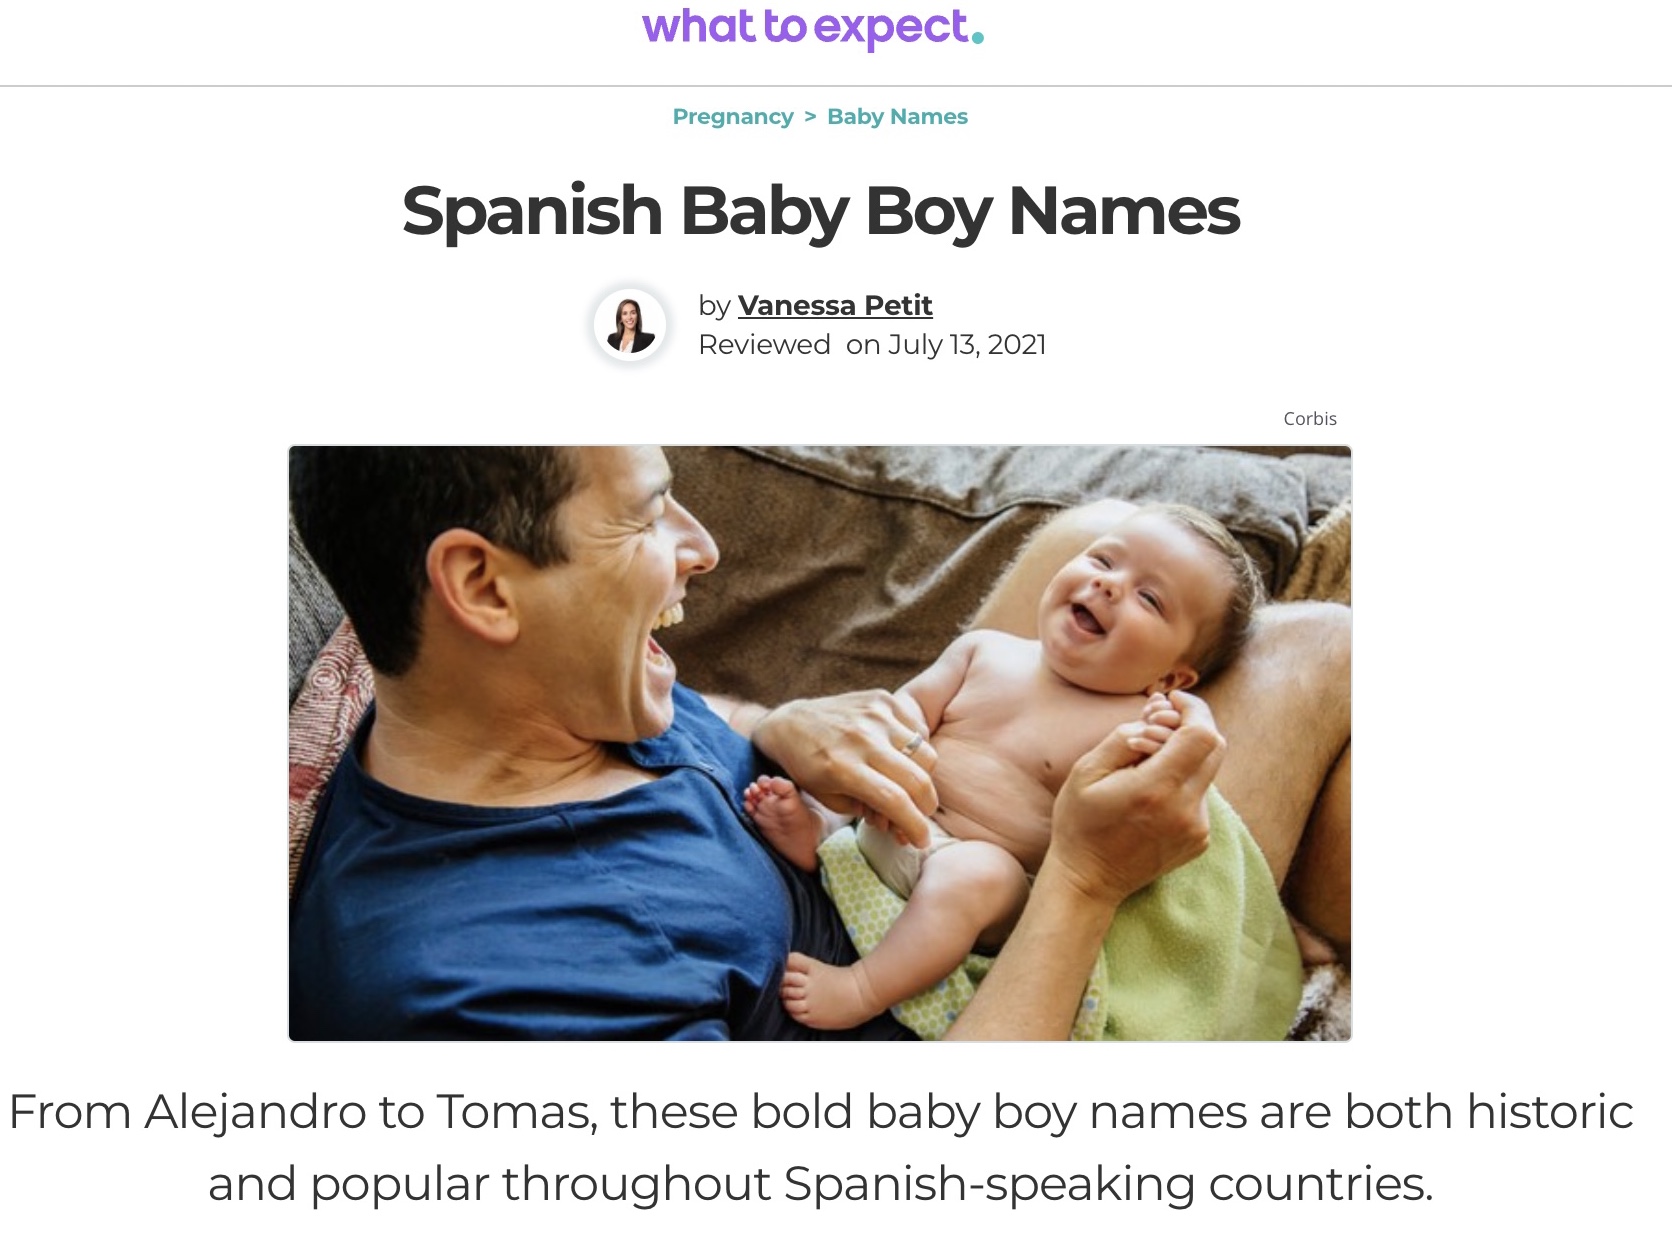 what to expect.
Pregnancy > Baby Names
Spanish Baby Boy Names
by Vanessa Petit
Reviewed on July 13, 2021
Corbis
From Alejandro to Tomas, these bold baby boy names are both historic
and popular throughout Spanish-speaking countries.